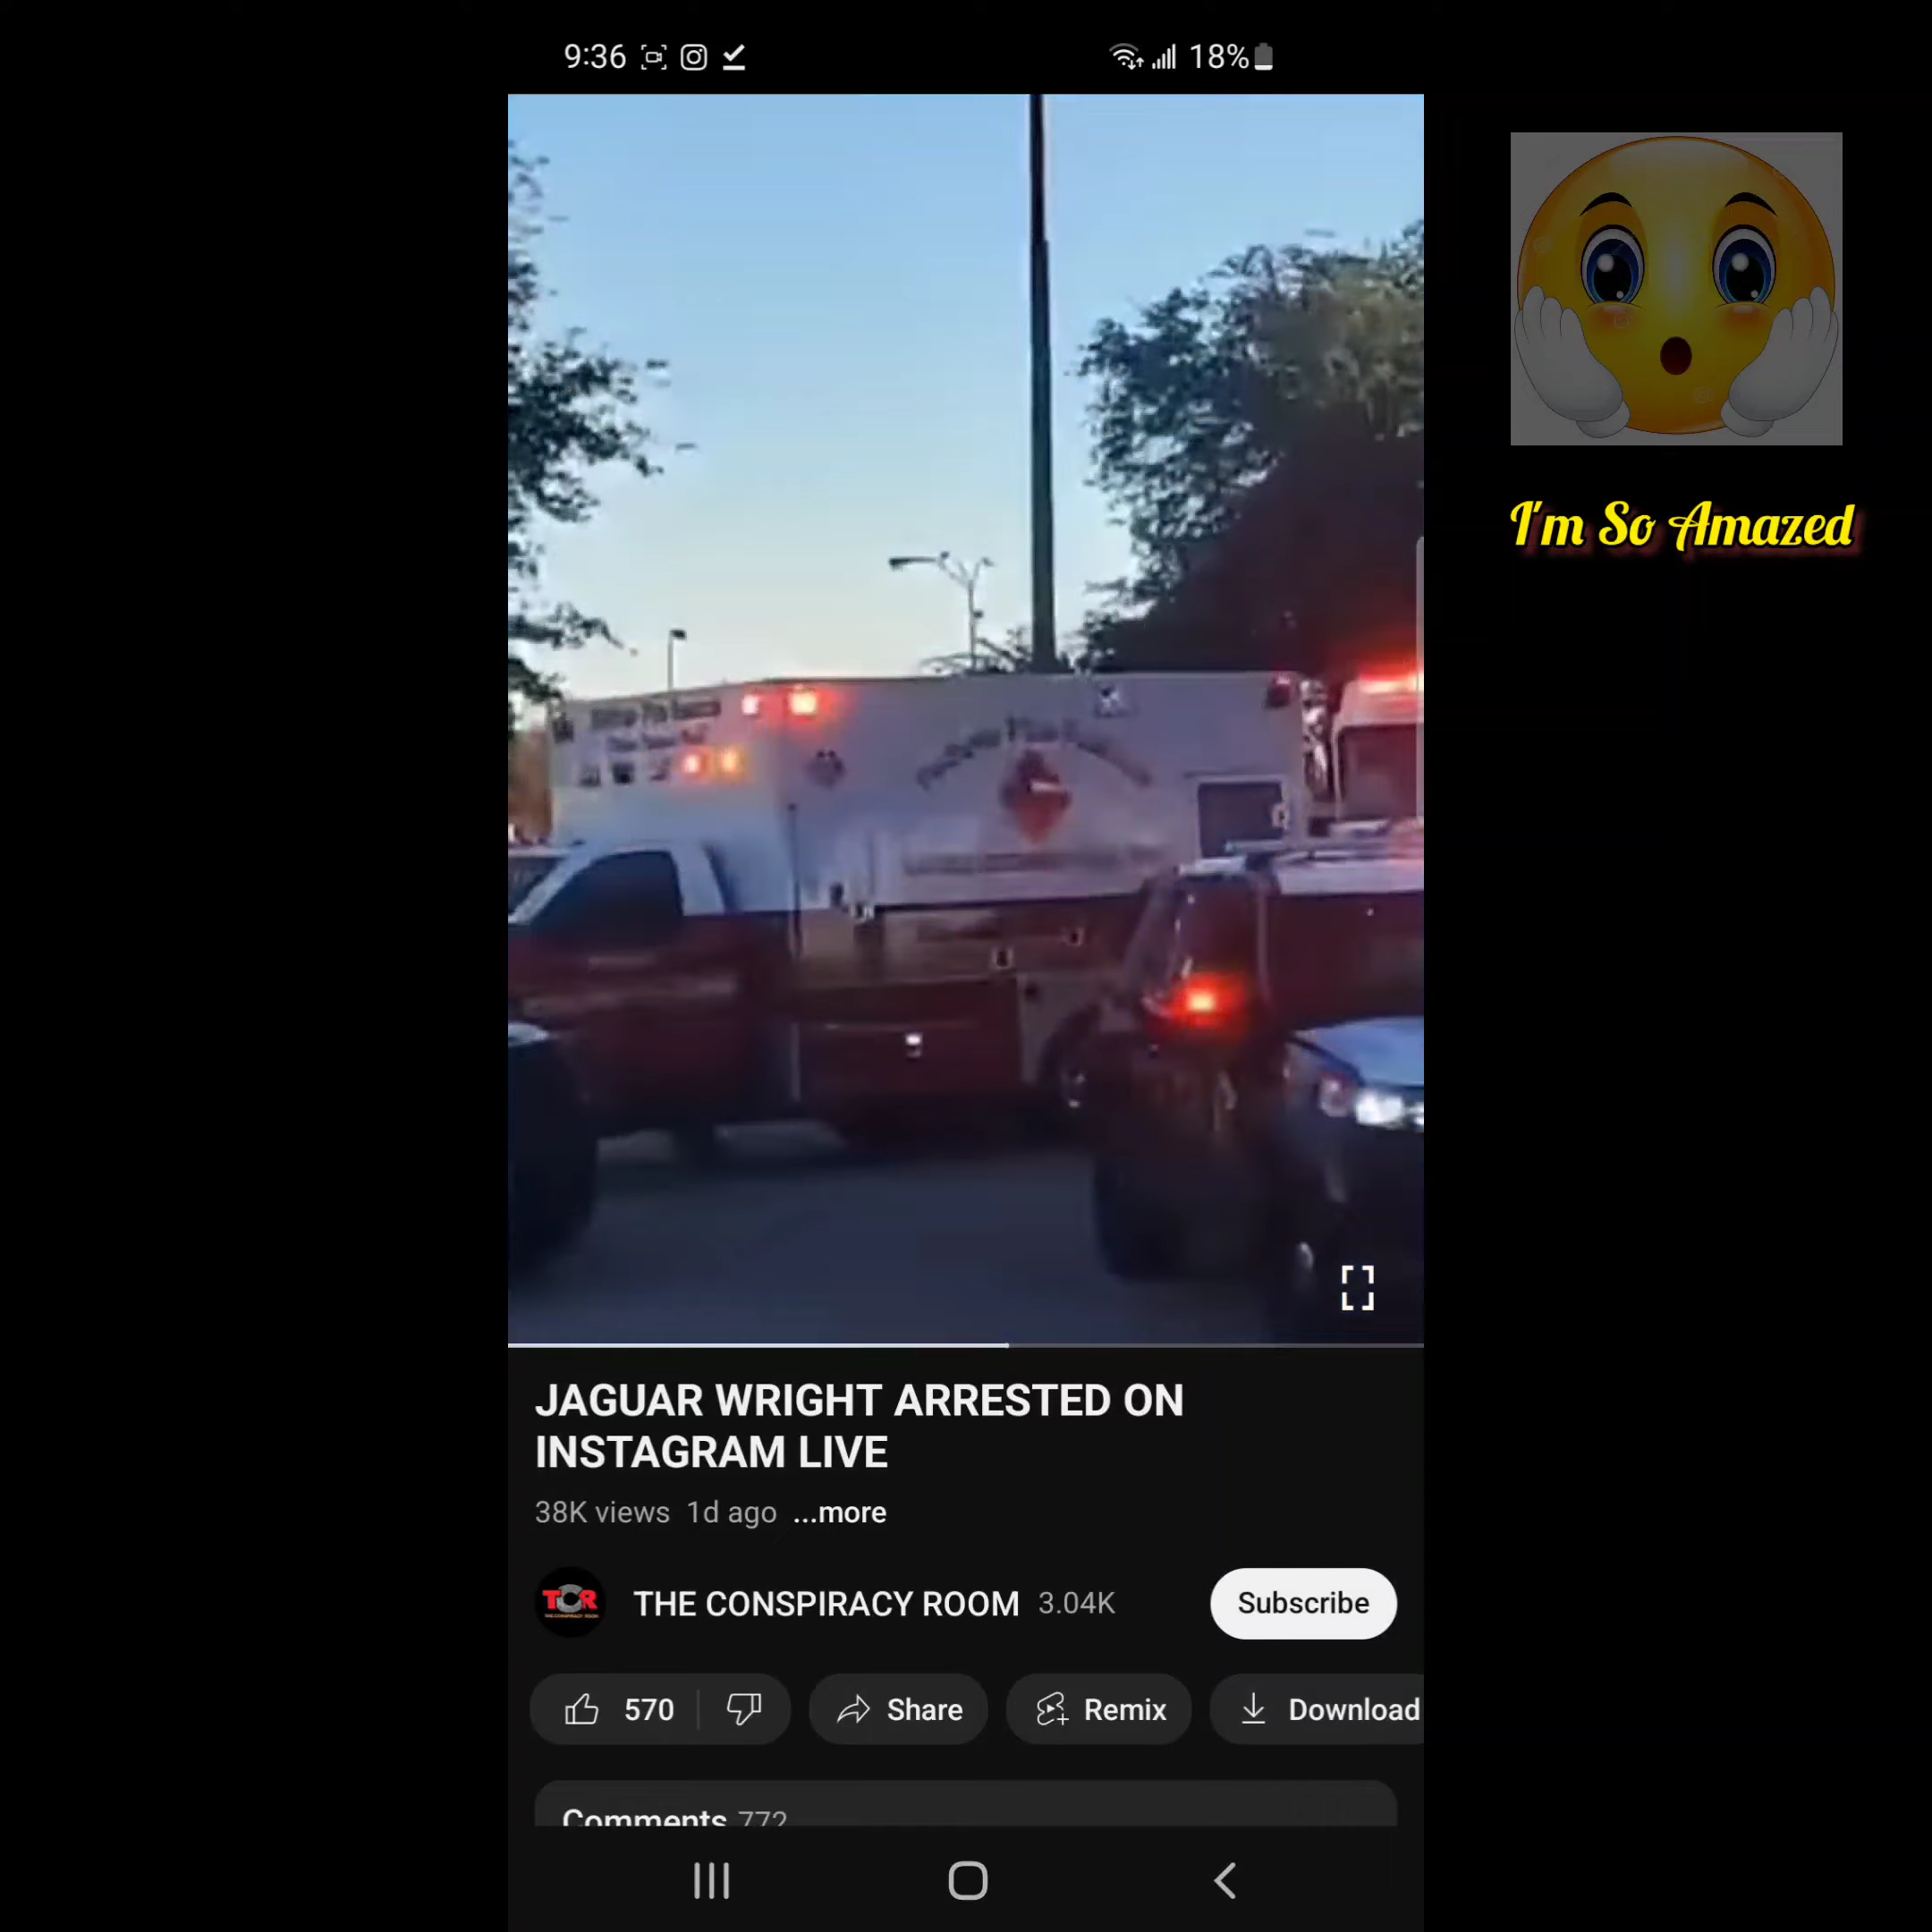 9:36
18%
I'm So Amazed
JAGUAR WRIGHT ARRESTED ON
INSTAGRAM LIVE
38K views 1d ago ...more
TCR
THE CONSPIRACY ROOM 3.04K
Subscribe
570
Share
Remix
Download
Comments 772